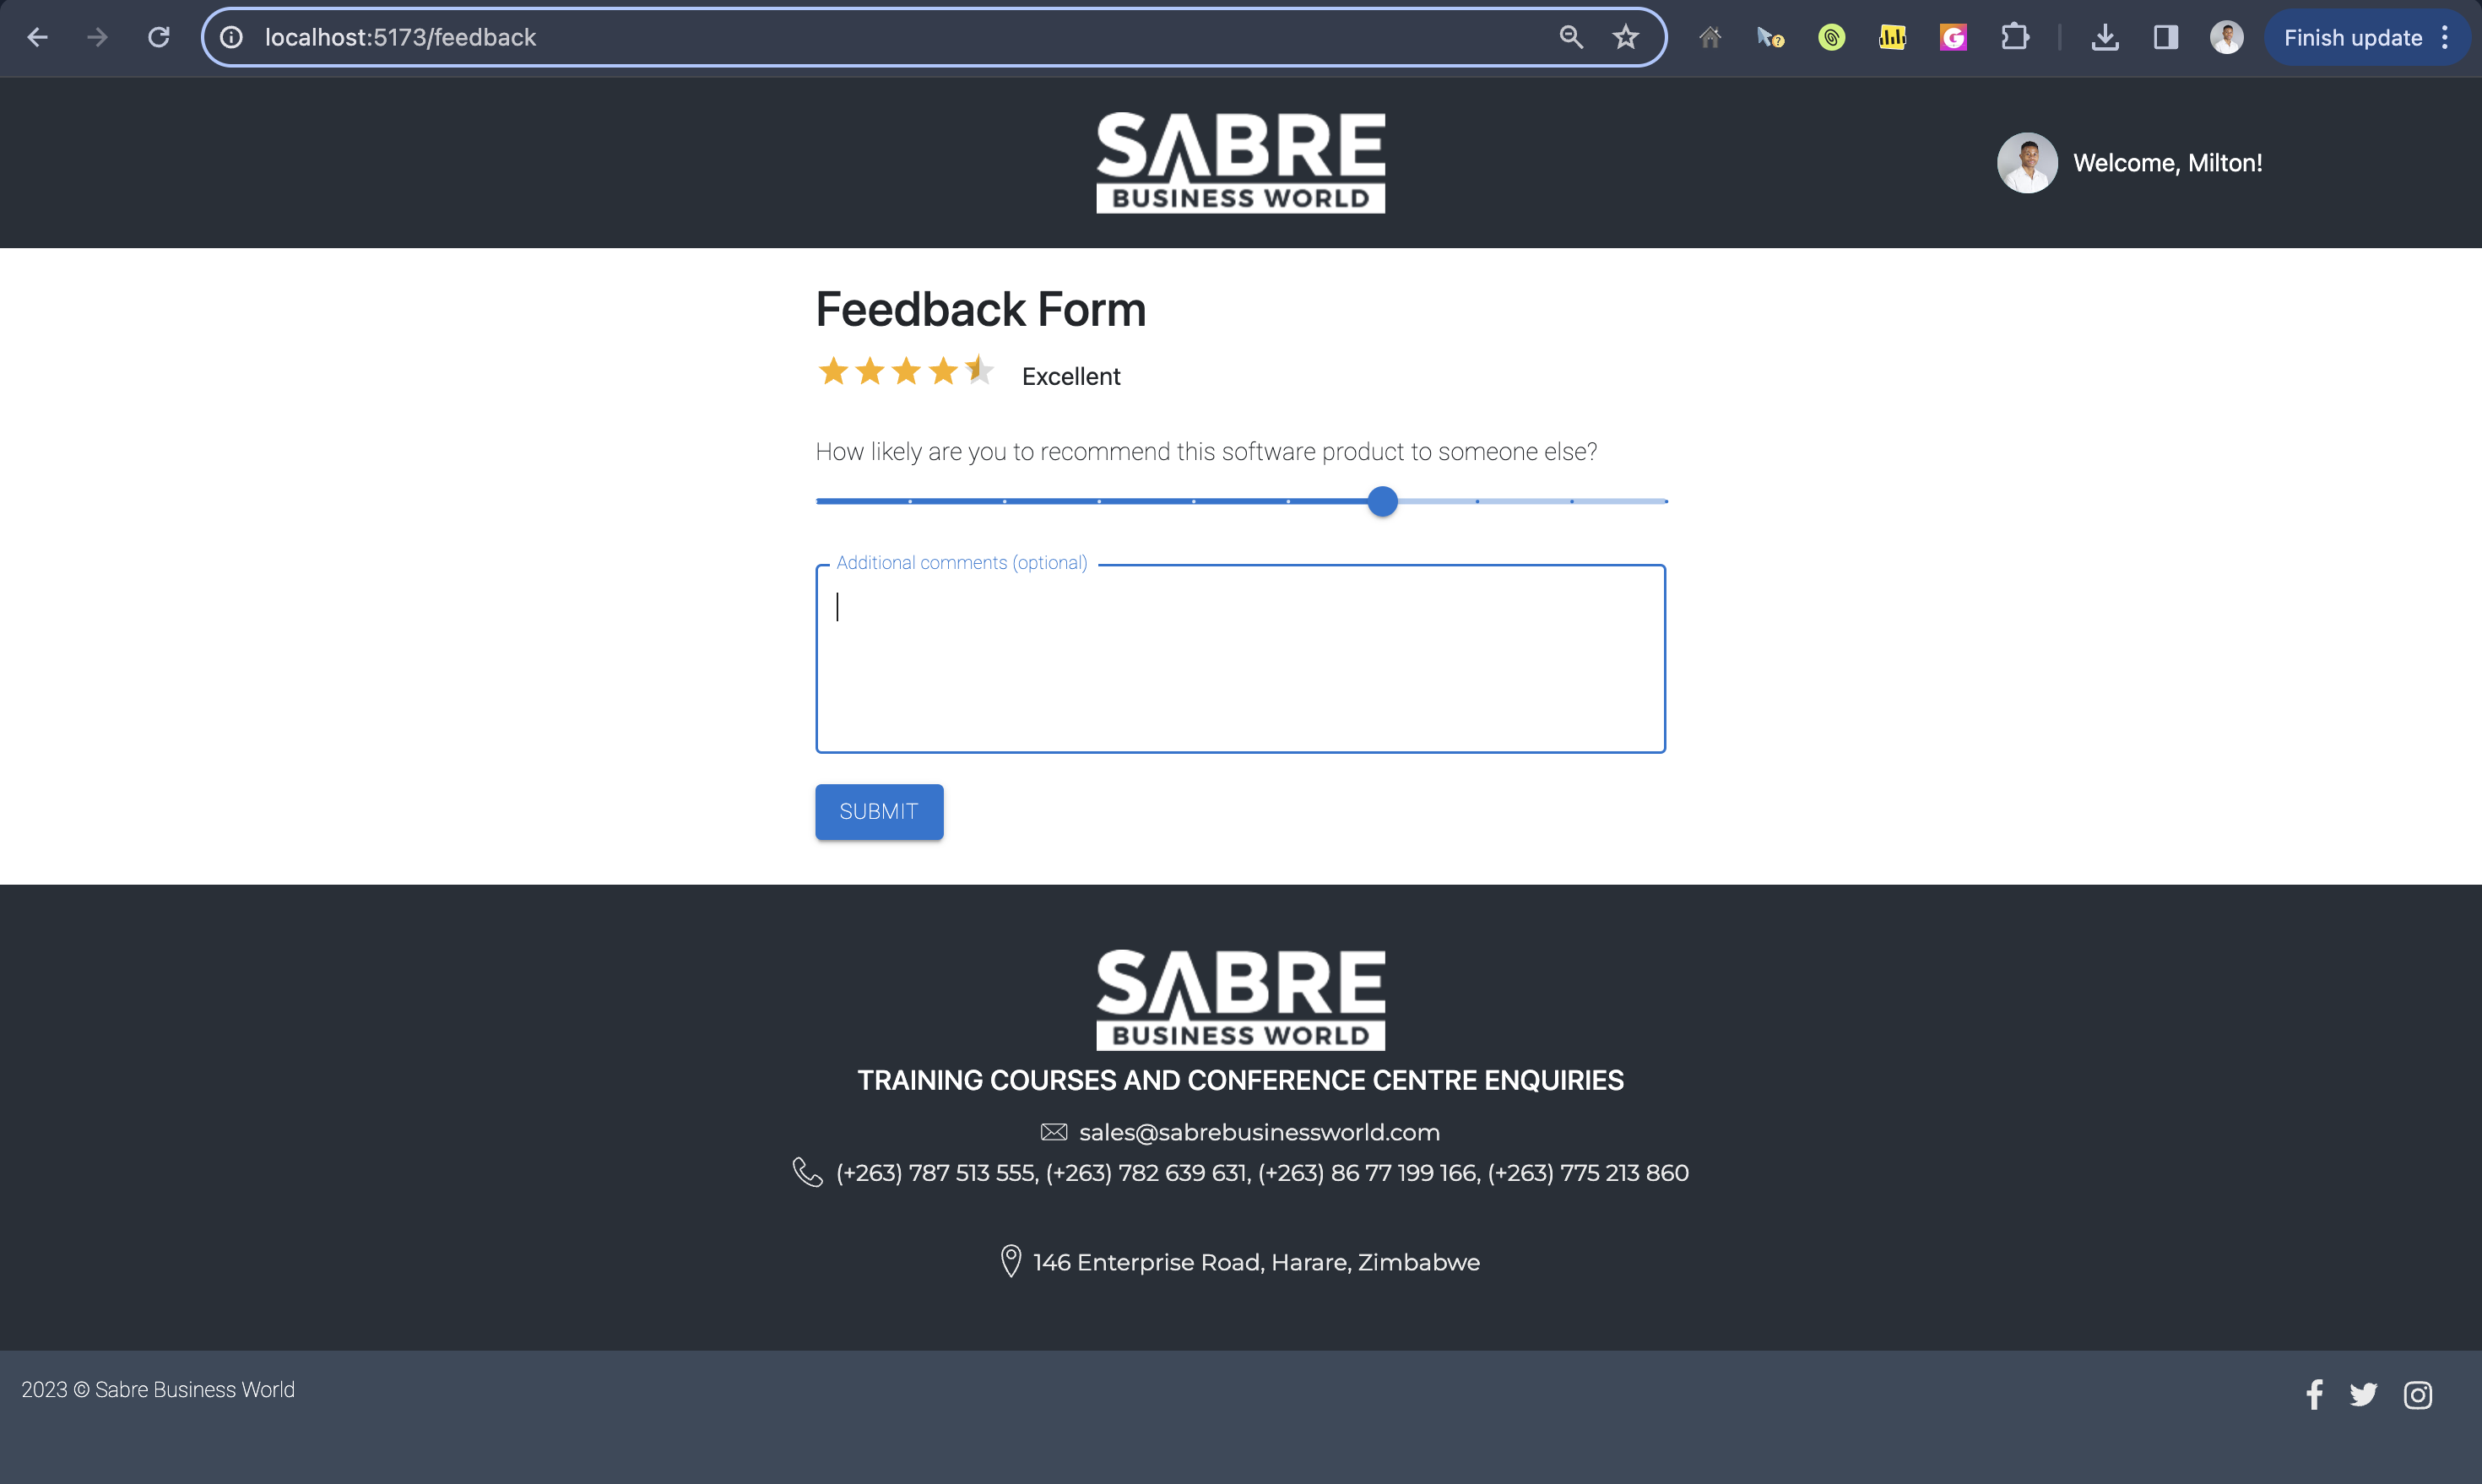 localhost:5173/feedback
Finish update
SABRE
BUSINESS WORLD
Welcome, Milton!
Feedback Form
Excellent
How likely are you to recommend this software product to someone else?
Additional comments (optional)
SUBMIT
SABRE
BUSINESS WORLD
TRAINING COURSES AND CONFERENCE CENTRE ENQUIRIES
sales@sabrebusinessworld.com
(+263) 787 513 555, (+263) 782 639 631, (+263) 86 77 199 166, (+263) 775 213 860
146 Enterprise Road, Harare, Zimbabwe
2023 © Sabre Business World